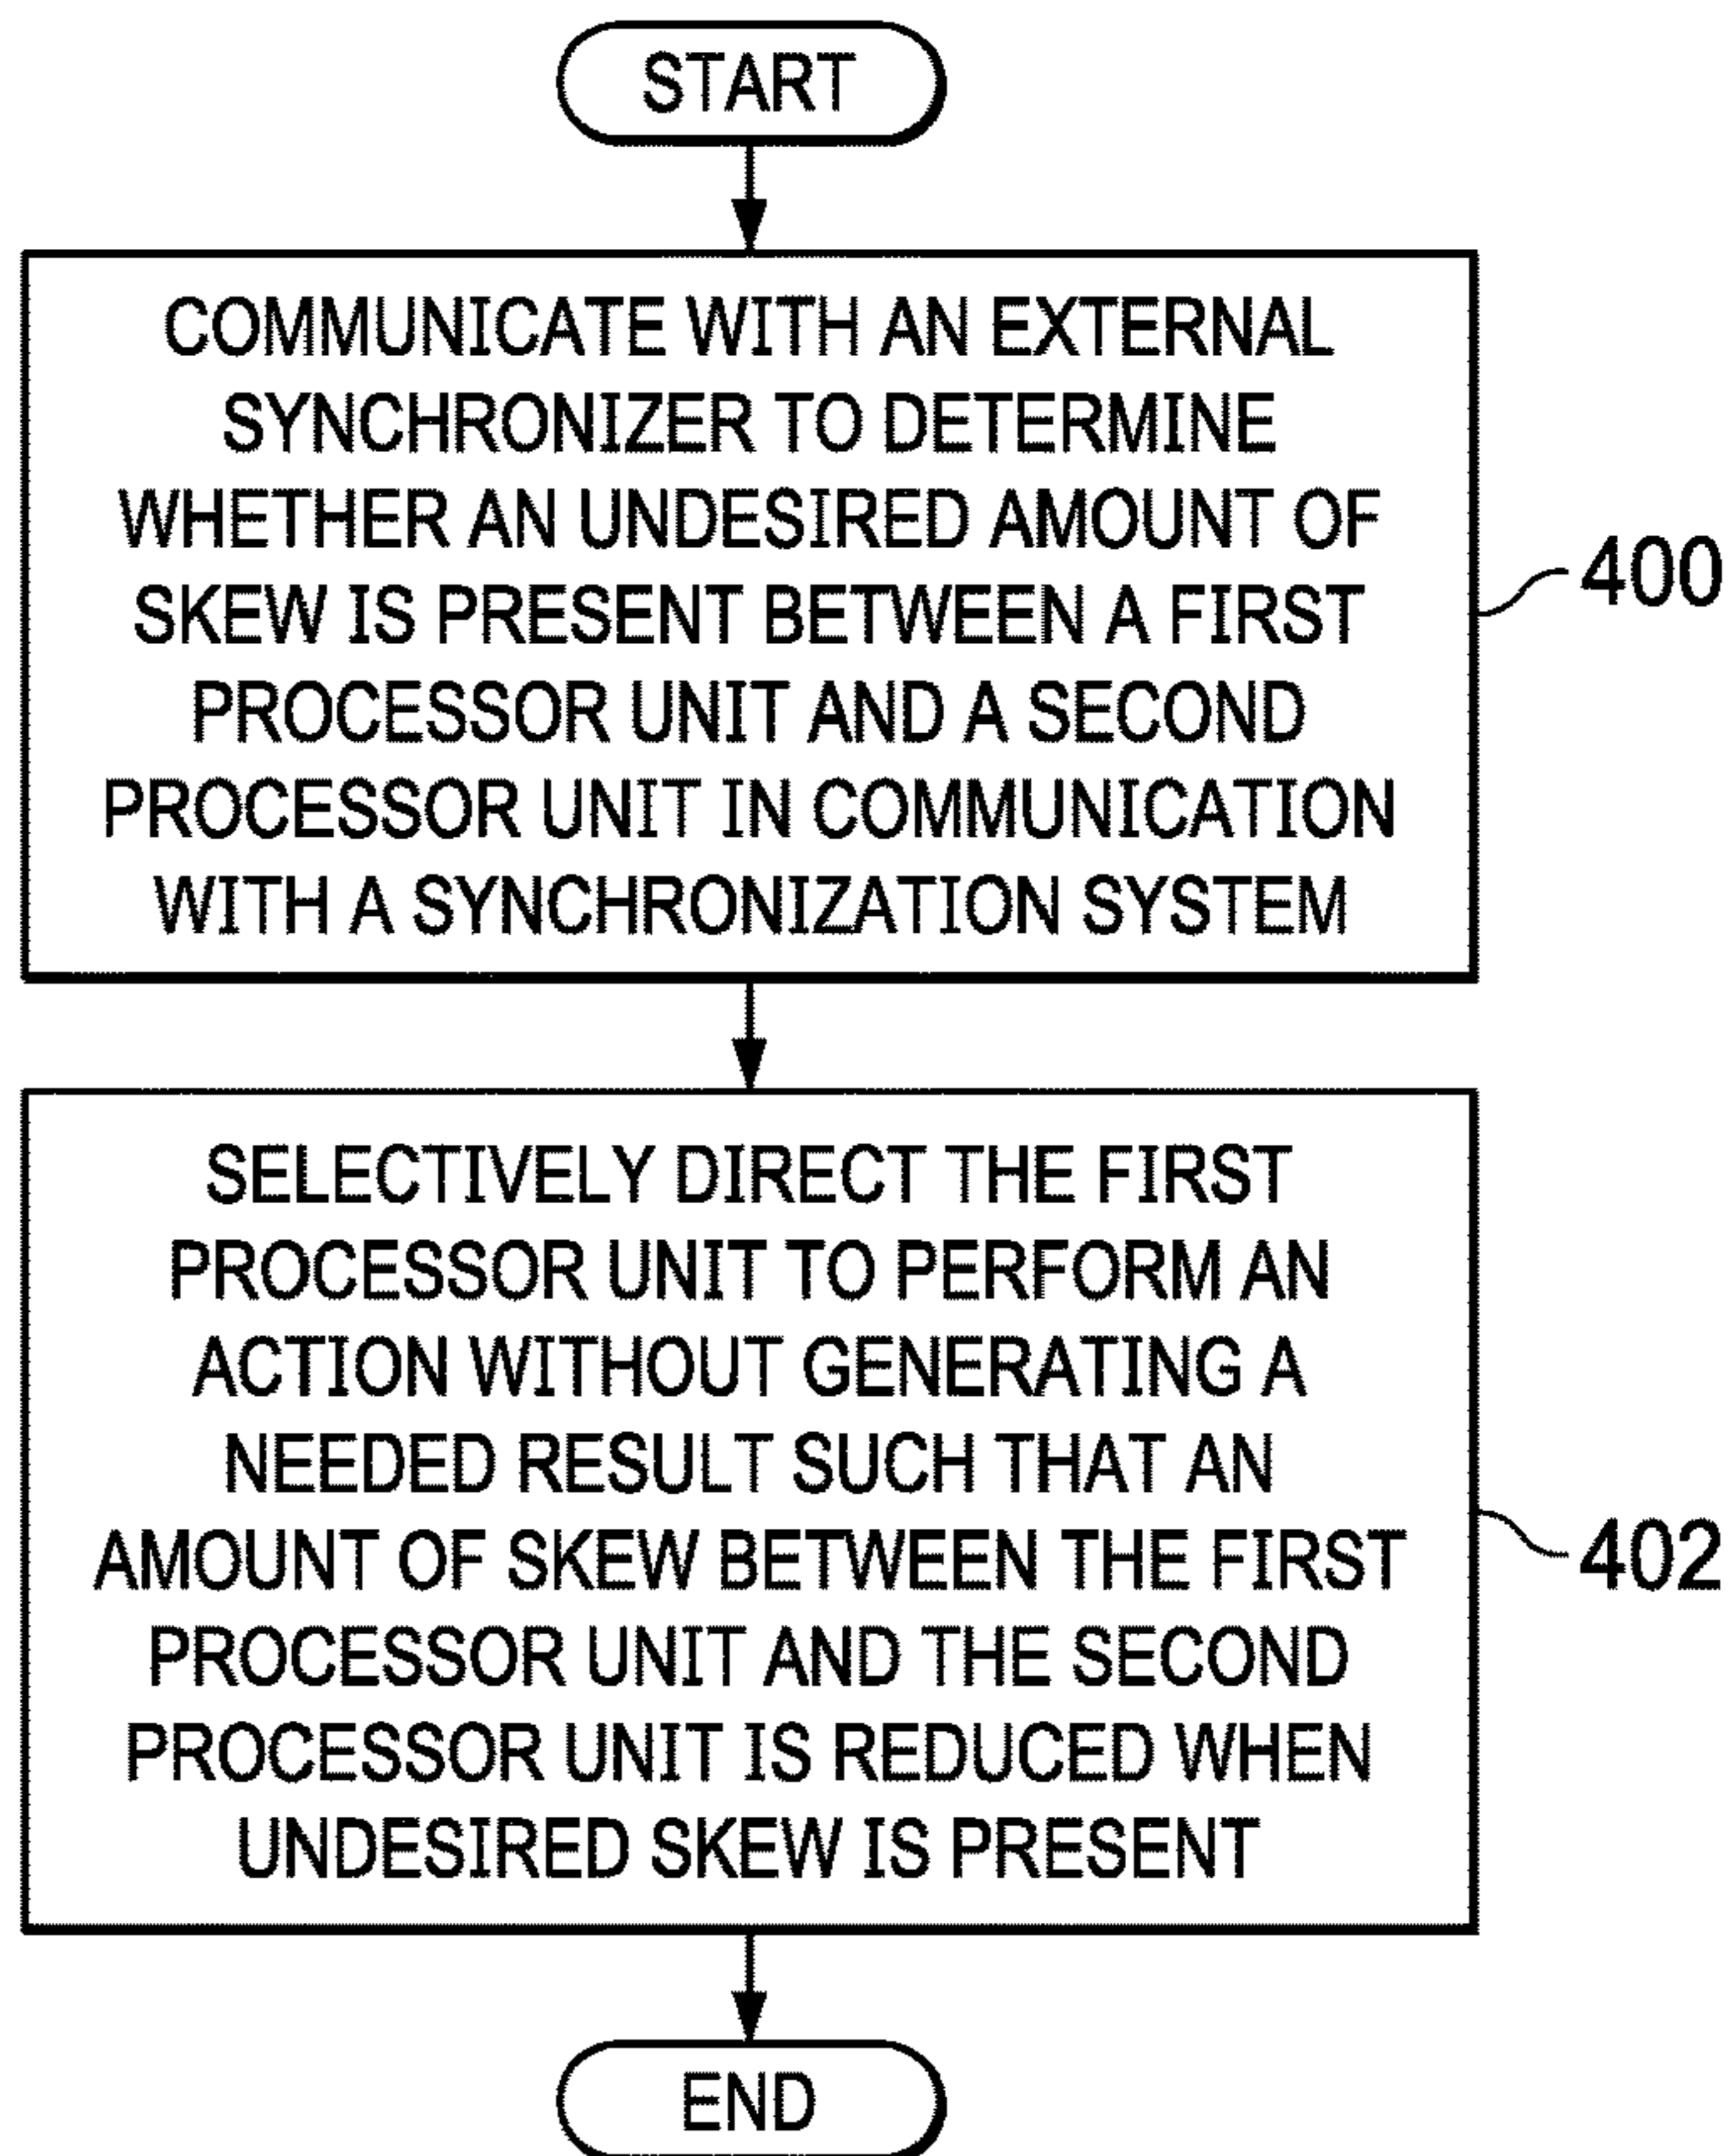 START
COMMUNICATE WITH AN EXTERNAL
SYNCHRONIZER TO DETERMINE
WHETHER AN UNDESIRED AMOUNT OF
SKEW IS PRESENT BETWEEN A FIRST
PROCESSOR UNIT AND A SECOND
PROCESSOR UNIT IN COMMUNICATION
WITH A SYNCHRONIZATION SYSTEM
400
SELECTIVELY DIRECT THE FIRST
PROCESSOR UNIT TO PERFORM AN
ACTION WITHOUT GENERATING A
NEEDED RESULT SUCH THAT AN
AMOUNT OF SKEW BETWEEN THE FIRST
PROCESSOR UNIT AND THE SECOND
PROCESSOR UNIT IS REDUCED WHEN
UNDESIRED SKEW IS PRESENT
402
END